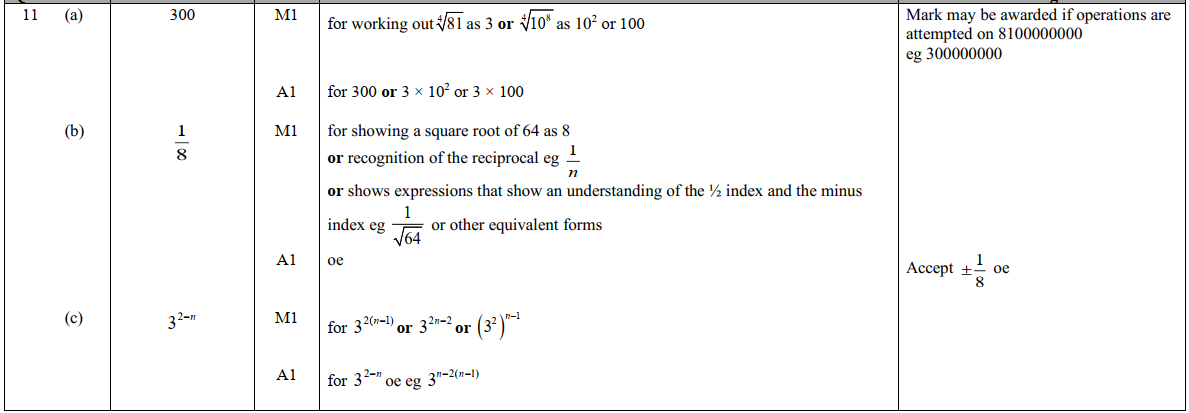 11 (a) 300 M1 for working out ∜81 as 3 or ∜10⁸ as 10² or 100 Mark may be awarded if operations are
attempted on 8100000000
eg 300000000
A1 for 300 or 3 × 10² or 3 × 100
(b) 1/8 M1 for showing a square root of 64 as 8
or recognition of the reciprocal eg 1/n
or shows expressions that show an understanding of the ½ index and the minus
index eg 1/√64 or other equivalent forms
A1 oe Accept ±1/8 oe
(c) 3^(2−n) M1 for 3^(2(n−1)) or 3^(2n−2) or (3²)^(n−1)
A1 for 3^(2−n) oe eg 3^(n−2(n−1))